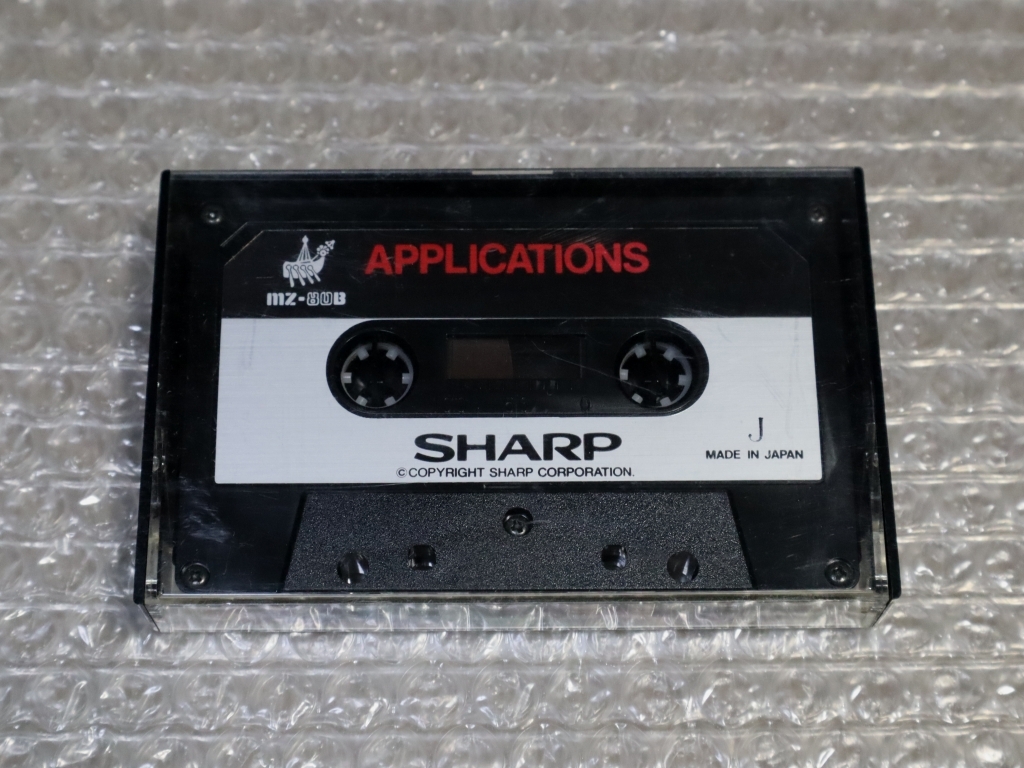 APPLICATIONS
MZ-80B
SHARP
©COPYRIGHT SHARP CORPORATION.
J
MADE IN JAPAN